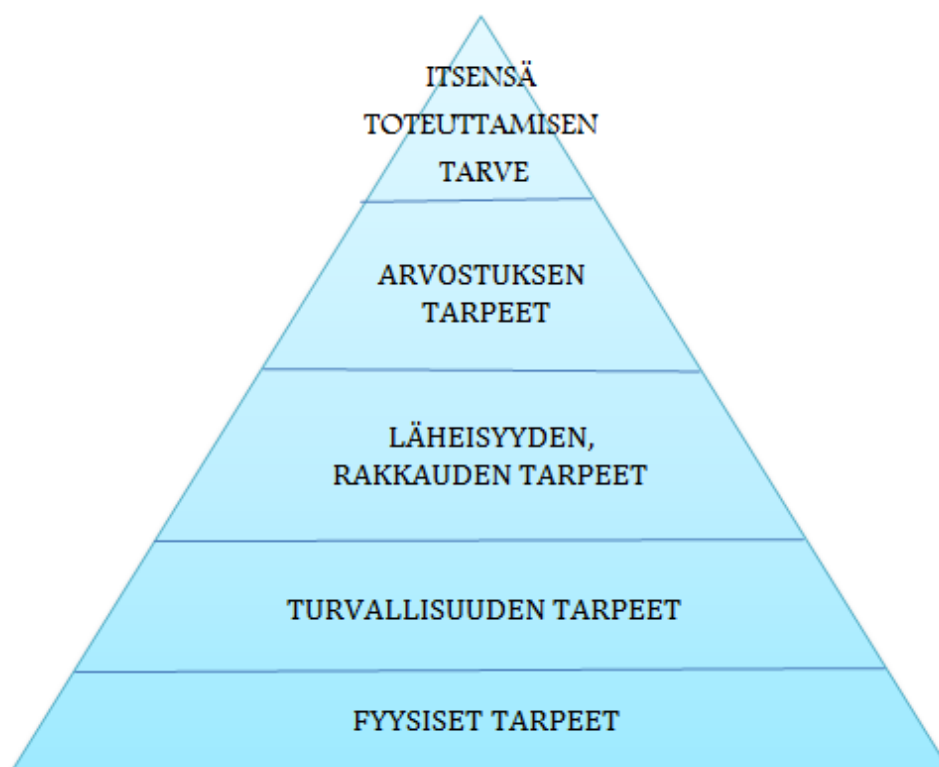 ITSENSÄ
TOTEUTTAMISEN
TARVE
ARVOSTUKSEN
TARPEET
LÄHEISYYDEN,
RAKKAUDEN TARPEET
TURVALLISUUDEN TARPEET
FYYSISET TARPEET